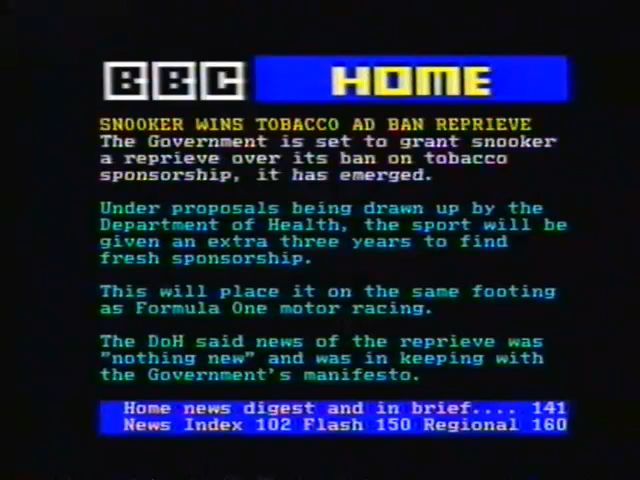 BBC HOME
SNOOKER WINS TOBACCO AD BAN REPRIEVE
The Government is set to grant snooker
a reprieve over its ban on tobacco
sponsorship, it has emerged.
Under proposals being drawn up by the
Department of Health, the sport will be
given an extra three years to find
fresh sponsorship.
This will place it on the same footing
as Formula One motor racing.
The DoH said news of the reprieve was
"nothing new" and was in keeping with
the Government's manifesto.
Home news digest and in brief.... 141
News Index 102 Flash 150 Regional 160